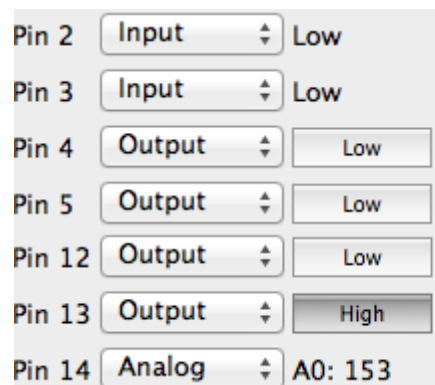 Pin 2 Input Low
Pin 3 Input Low
Pin 4 Output Low
Pin 5 Output Low
Pin 12 Output Low
Pin 13 Output High
Pin 14 Analog A0: 153